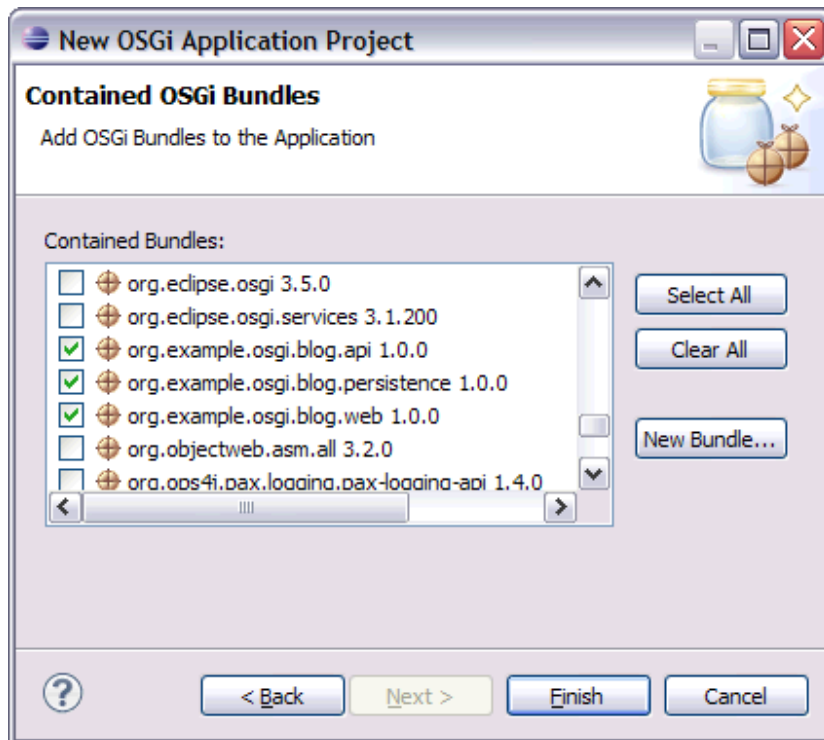 New OSGi Application Project
Contained OSGi Bundles
Add OSGi Bundles to the Application
Contained Bundles:
org.eclipse.osgi 3.5.0
org.eclipse.osgi.services 3.1.200
org.example.osgi.blog.api 1.0.0
org.example.osgi.blog.persistence 1.0.0
org.example.osgi.blog.web 1.0.0
org.objectweb.asm.all 3.2.0
org.ops4j.pax.logging.pax-logging-api 1.4.0
Select All
Clear All
New Bundle...
?
< Back
Next >
Finish
Cancel